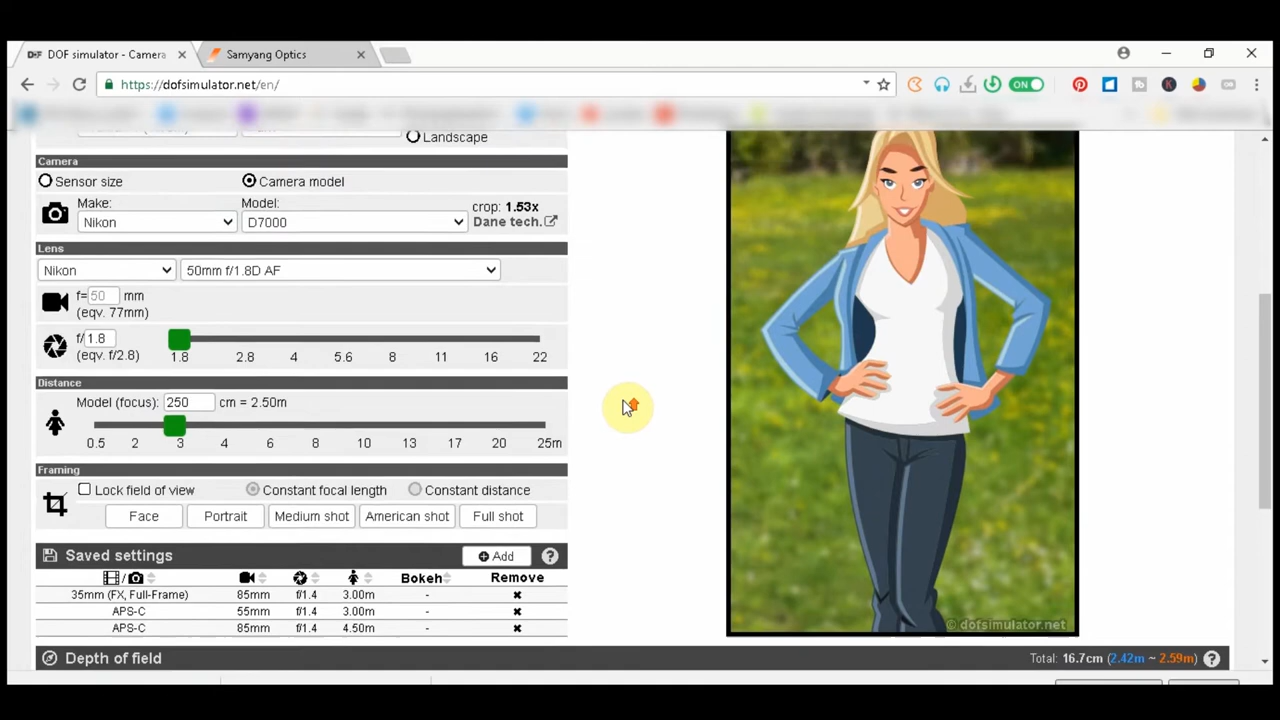 DOF simulator - Camera
Samyang Optics
https://dofsimulator.net/en/
ON
Landscape
Camera
Sensor size
Camera model
Make:
Model:
crop: 1.53x
Nikon
D7000
Dane tech.
Lens
Nikon
50mm f/1.8D AF
f= 50 mm
(eqv. 77mm)
f/ 1.8
(eqv. f/2.8)
1.8 2.8 4 5.6 8 11 16 22
Distance
Model (focus): 250 cm = 2.50m
0.5 2 3 4 6 8 10 13 17 20 25m
Framing
Lock field of view
Constant focal length
Constant distance
Face
Portrait
Medium shot
American shot
Full shot
Saved settings
Add
?
/ Bokeh Remove
35mm (FX, Full-Frame) 85mm f/1.4 3.00m - ✖
APS-C 55mm f/1.4 3.00m - ✖
APS-C 85mm f/1.4 4.50m - ✖
© dofsimulator.net
Depth of field
Total: 16.7cm (2.42m ~ 2.59m) ?